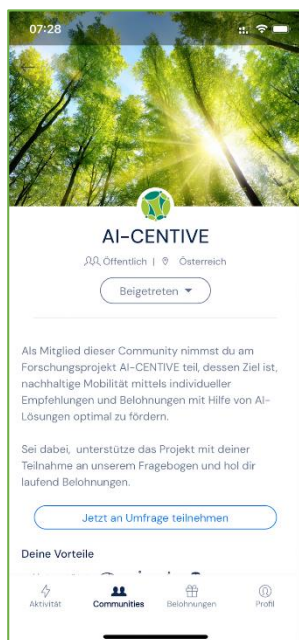 07:28
AI-CENTIVE
Öffentlich | Österreich
Beigetreten
Als Mitglied dieser Community nimmst du am
Forschungsprojekt AI-CENTIVE teil, dessen Ziel ist,
nachhaltige Mobilität mittels individueller
Empfehlungen und Belohnungen mit Hilfe von AI-
Lösungen optimal zu fördern.
Sei dabei, unterstütze das Projekt mit deiner
Teilnahme an unserem Fragebogen und hol dir
laufend Belohnungen.
Jetzt an Umfrage teilnehmen
Deine Vorteile
Aktivität Communities Belohnungen Profil